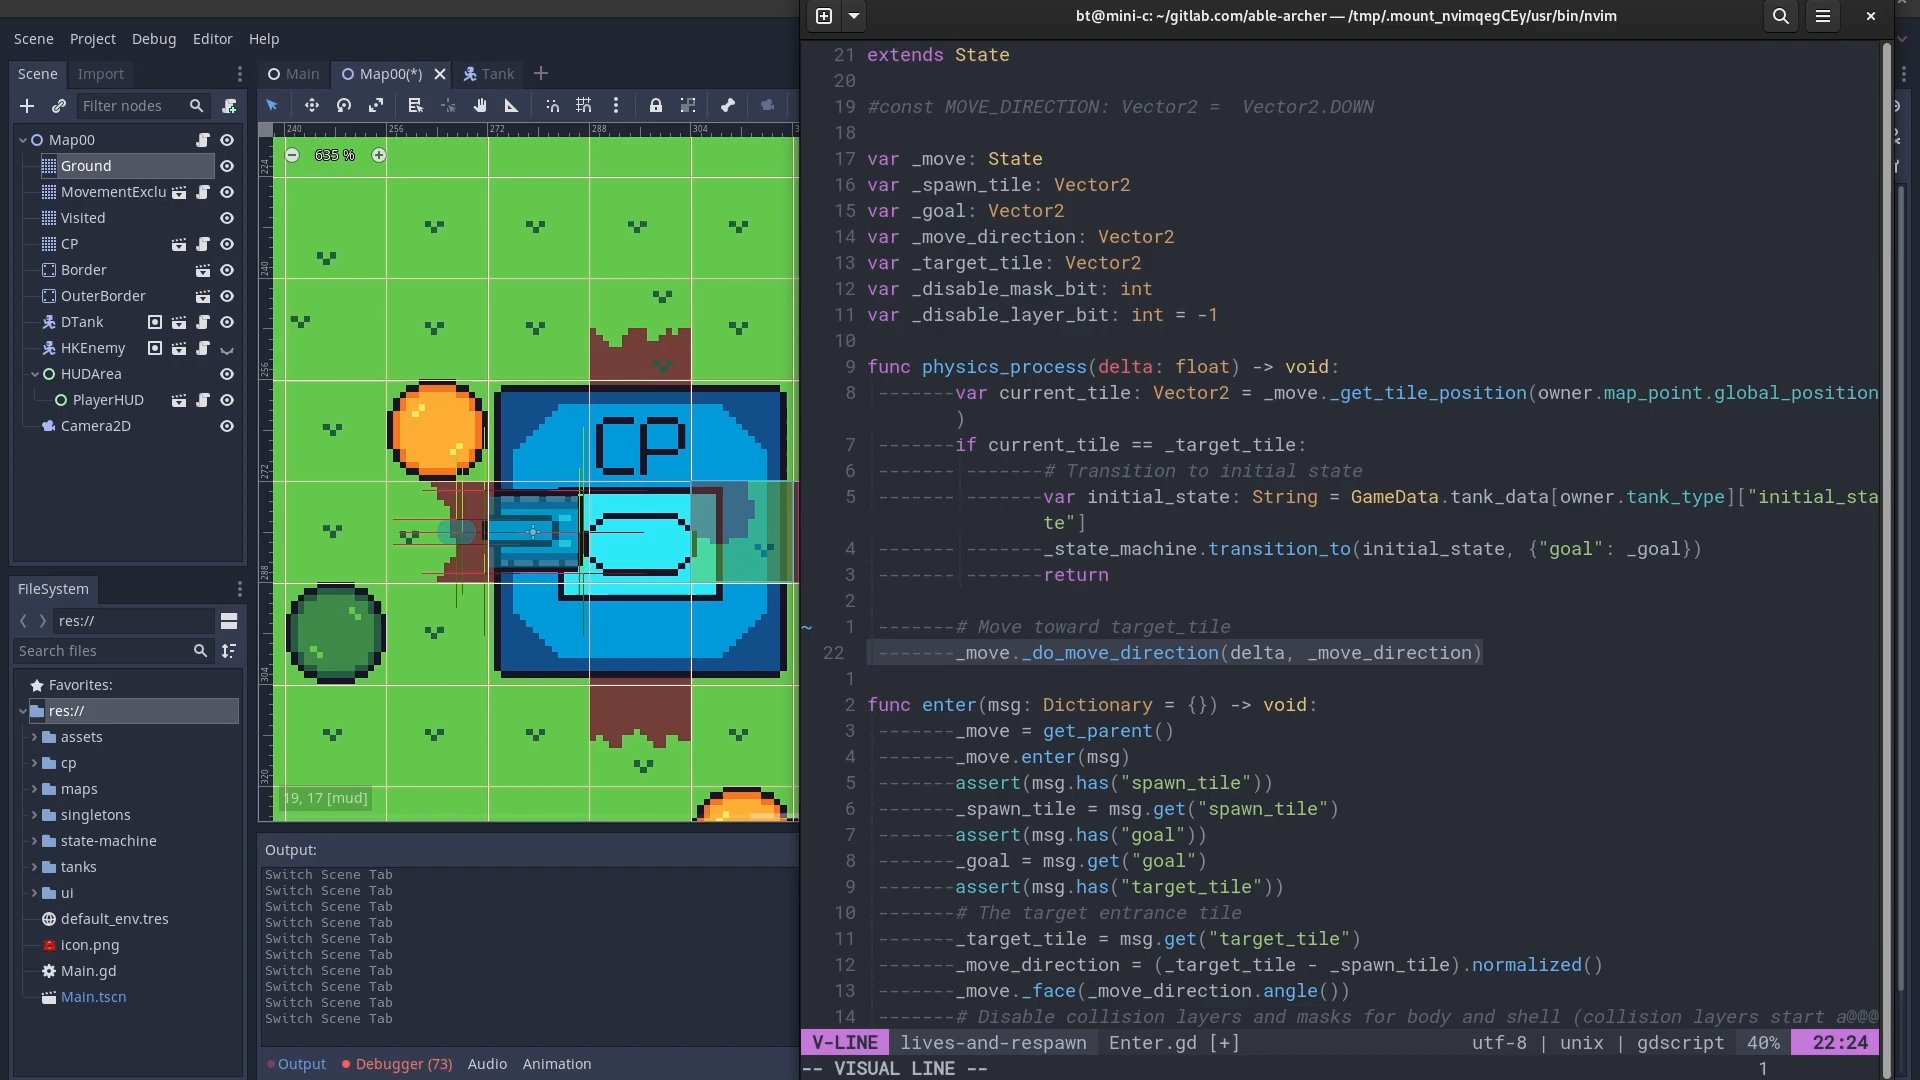 Scene Project Debug Editor Help
Scene Import
Filter nodes
Map00
Ground
MovementExclu
Visited
CP
Border
OuterBorder
DTank
HKEnemy
HUDArea
PlayerHUD
Camera2D
FileSystem
res://
Search files
Favorites:
res://
assets
cp
maps
singletons
state-machine
tanks
ui
default_env.tres
icon.png
Main.gd
Main.tscn
Main Map00(*) Tank
240 256 272 288 304
224
240
256
272
288
304
320
635 %
CP
19, 17 [mud]
Output:
Switch Scene Tab
Switch Scene Tab
Switch Scene Tab
Switch Scene Tab
Switch Scene Tab
Switch Scene Tab
Switch Scene Tab
Switch Scene Tab
Switch Scene Tab
Switch Scene Tab
Output Debugger (73) Audio Animation
bt@mini-c: ~/gitlab.com/able-archer — /tmp/.mount_nvimqegCEy/usr/bin/nvim
21 extends State
20
19 #const MOVE_DIRECTION: Vector2 =  Vector2.DOWN
18
17 var _move: State
16 var _spawn_tile: Vector2
15 var _goal: Vector2
14 var _move_direction: Vector2
13 var _target_tile: Vector2
12 var _disable_mask_bit: int
11 var _disable_layer_bit: int = -1
10
9 func physics_process(delta: float) -> void:
8 -------var current_tile: Vector2 = _move._get_tile_position(owner.map_point.global_position
)
7 -------if current_tile == _target_tile:
6 ------- -------# Transition to initial state
5 ------- -------var initial_state: String = GameData.tank_data[owner.tank_type]["initial_sta
te"]
4 ------- -------_state_machine.transition_to(initial_state, {"goal": _goal})
3 ------- -------return
2
~ 1 -------# Move toward target_tile
22 -------_move._do_move_direction(delta, _move_direction)
1
2 func enter(msg: Dictionary = {}) -> void:
3 -------_move = get_parent()
4 -------_move.enter(msg)
5 -------assert(msg.has("spawn_tile"))
6 -------_spawn_tile = msg.get("spawn_tile")
7 -------assert(msg.has("goal"))
8 -------_goal = msg.get("goal")
9 -------assert(msg.has("target_tile"))
10 -------# The target entrance tile
11 -------_target_tile = msg.get("target_tile")
12 -------_move_direction = (_target_tile - _spawn_tile).normalized()
13 -------_move._face(_move_direction.angle())
14 -------# Disable collision layers and masks for body and shell (collision layers start a@@@
V-LINE lives-and-respawn Enter.gd [+] utf-8 | unix | gdscript 40% 22:24
-- VISUAL LINE -- 1